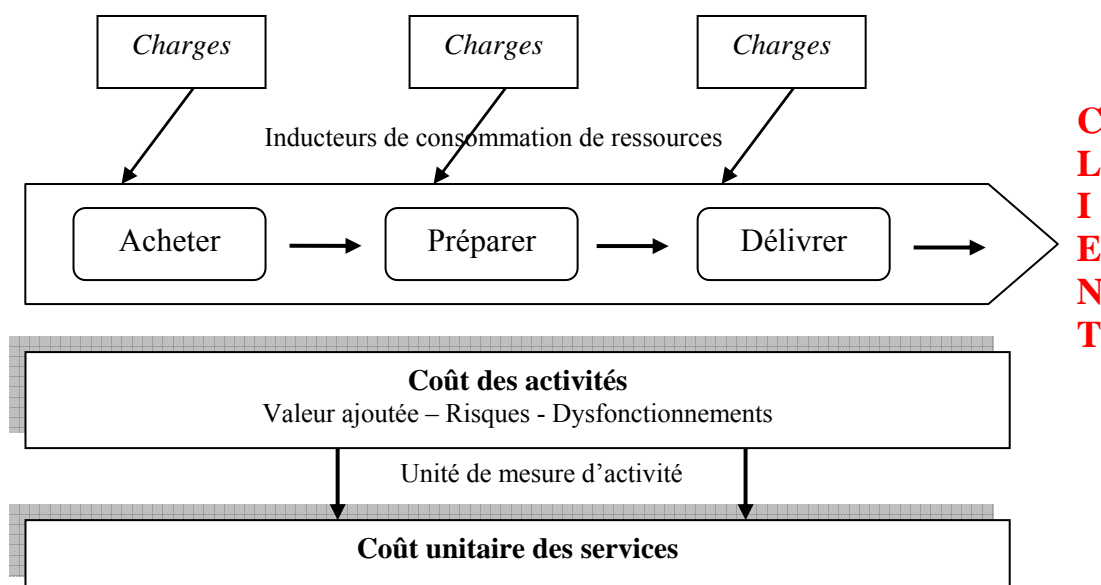 Charges
Charges
Charges
Inducteurs de consommation de ressources
Acheter
Préparer
Délivrer
CLIENT
Coût des activités
Valeur ajoutée – Risques - Dysfonctionnements
Unité de mesure d'activité
Coût unitaire des services